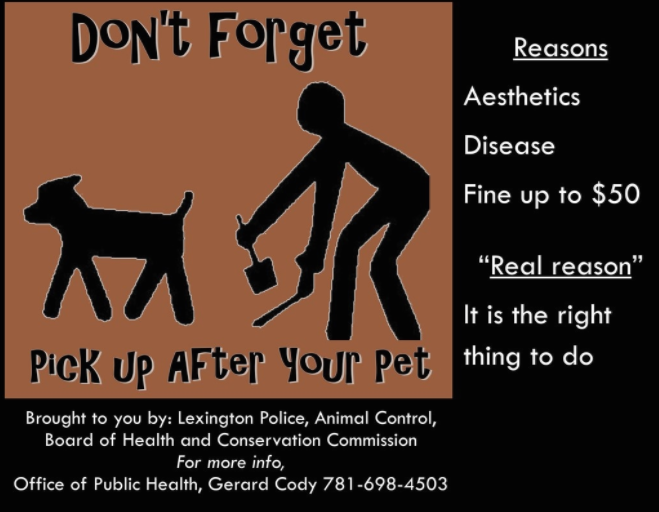 Don't Forget
Pick up After your pet
Reasons
Aesthetics
Disease
Fine up to $50
“Real reason”
It is the right
thing to do
Brought to you by: Lexington Police, Animal Control,
Board of Health and Conservation Commission
For more info,
Office of Public Health, Gerard Cody 781-698-4503